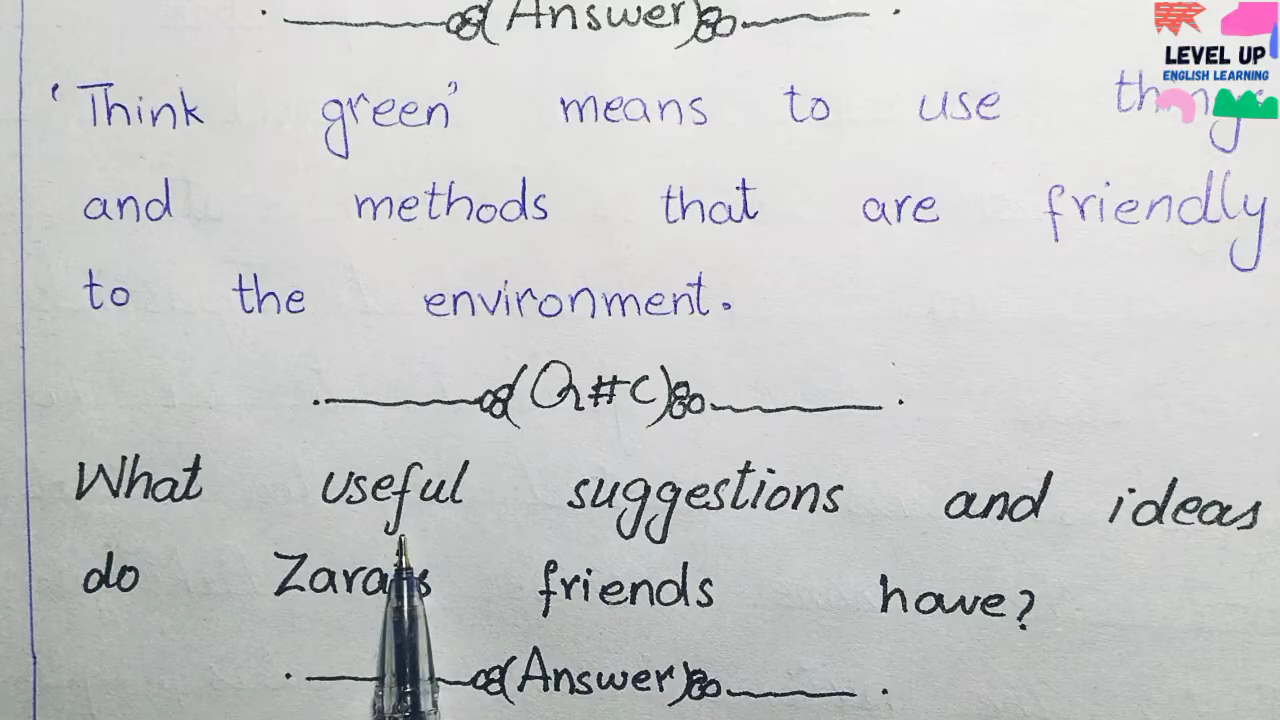 (Answer)
LEVEL UP
ENGLISH LEARNING
'Think green' means to use things
and methods that are friendly
to the environment.
(Q#C)
What useful suggestions and ideas
do Zara's friends have?
(Answer)